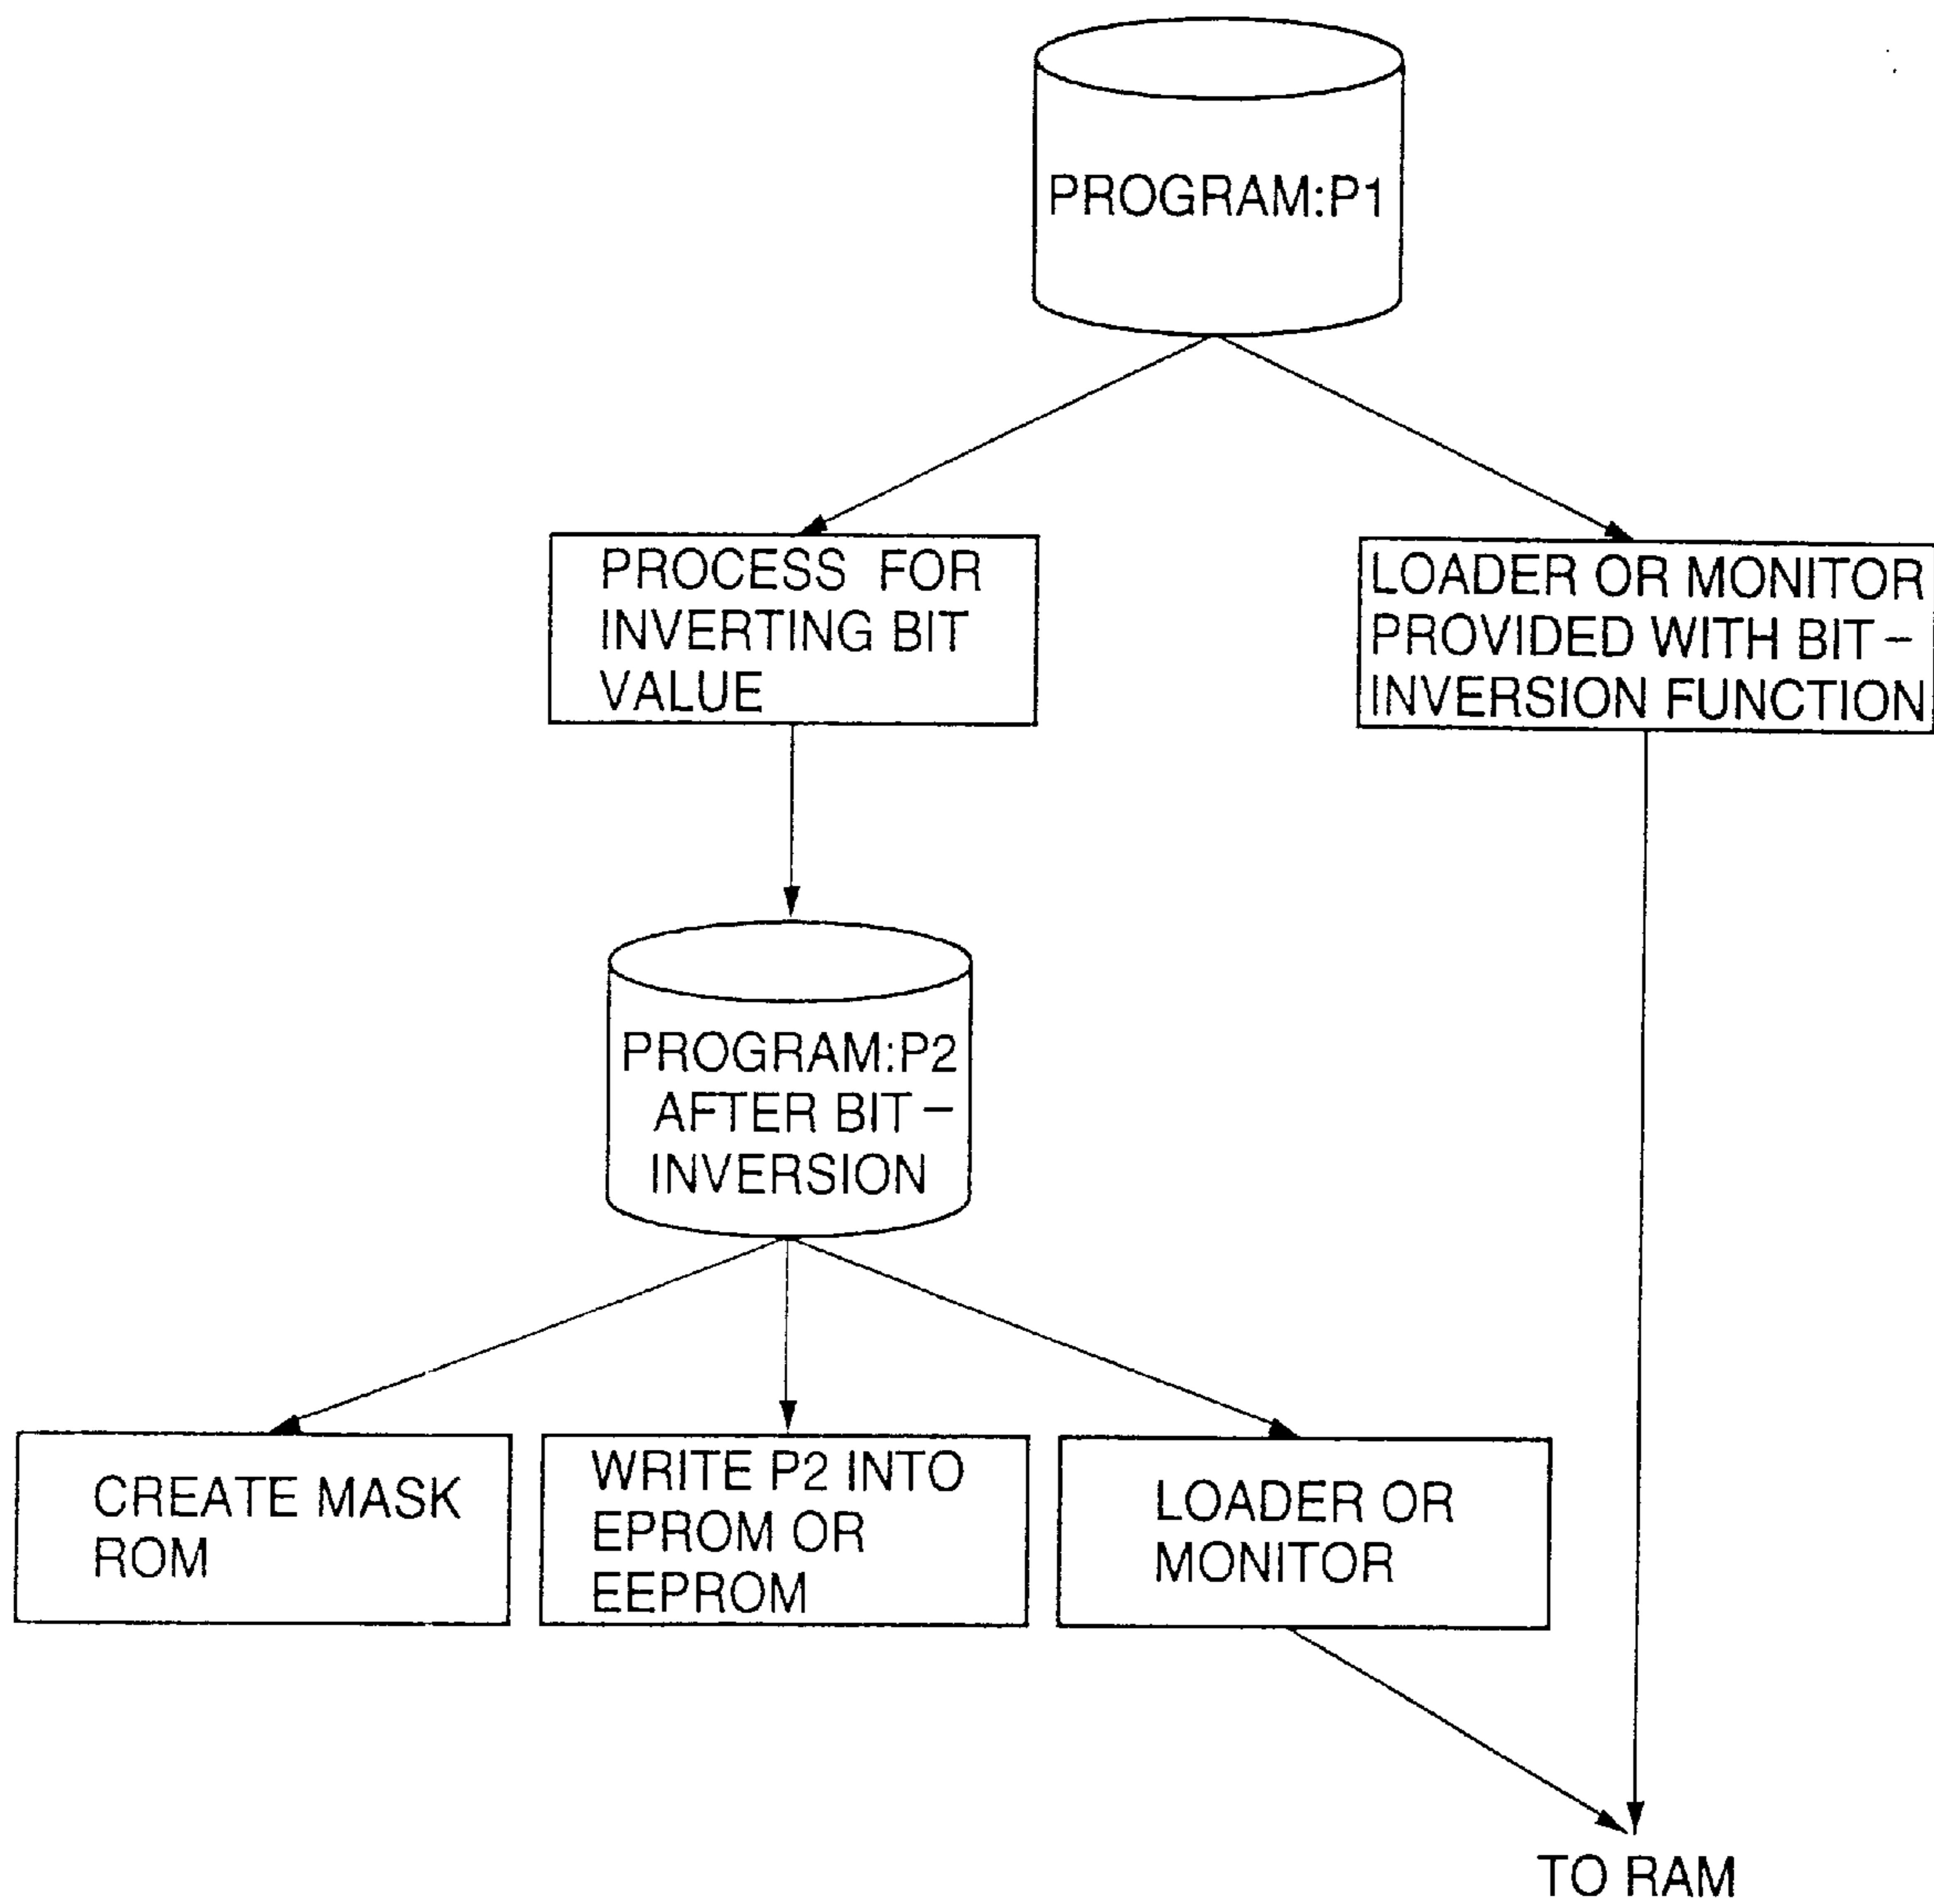 PROGRAM:P1
PROCESS FOR
INVERTING BIT
VALUE
LOADER OR MONITOR
PROVIDED WITH BIT-
INVERSION FUNCTION
PROGRAM:P2
AFTER BIT-
INVERSION
CREATE MASK
ROM
WRITE P2 INTO
EPROM OR
EEPROM
LOADER OR
MONITOR
TO RAM